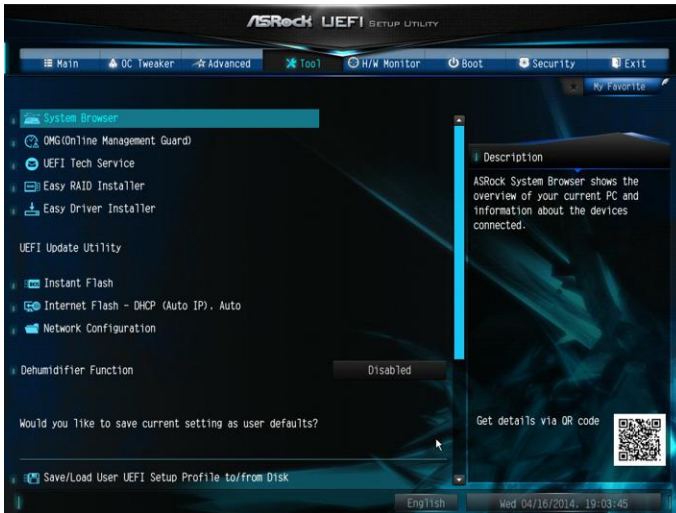 ASRock UEFI SETUP UTILITY
Main OC Tweaker Advanced Tool H/W Monitor Boot Security Exit
My Favorite
System Browser
OMG(Online Management Guard)
UEFI Tech Service
Easy RAID Installer
Easy Driver Installer
UEFI Update Utility
Instant Flash
Internet Flash - DHCP (Auto IP). Auto
Network Configuration
Dehumidifier Function Disabled
Would you like to save current setting as user defaults?
Save/Load User UEFI Setup Profile to/from Disk
Description
ASRock System Browser shows the
overview of your current PC and
information about the devices
connected.
Get details via QR code
English Wed 04/16/2014. 19:03:45